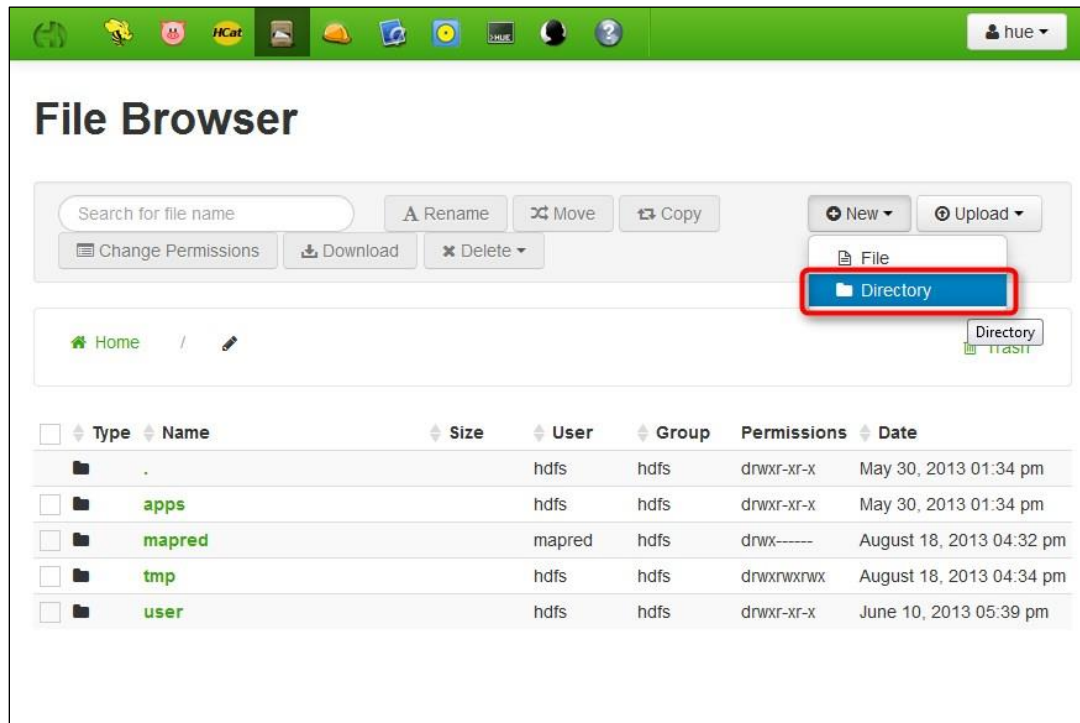 HCat >HUE ? hue
File Browser
Search for file name A Rename Move Copy New Upload
Change Permissions Download Delete File
Directory
Home / Directory
Trash
Type Name Size User Group Permissions Date
. hdfs hdfs drwxr-xr-x May 30, 2013 01:34 pm
apps hdfs hdfs drwxr-xr-x May 30, 2013 01:34 pm
mapred mapred hdfs drwx------ August 18, 2013 04:32 pm
tmp hdfs hdfs drwxrwxrwx August 18, 2013 04:34 pm
user hdfs hdfs drwxr-xr-x June 10, 2013 05:39 pm